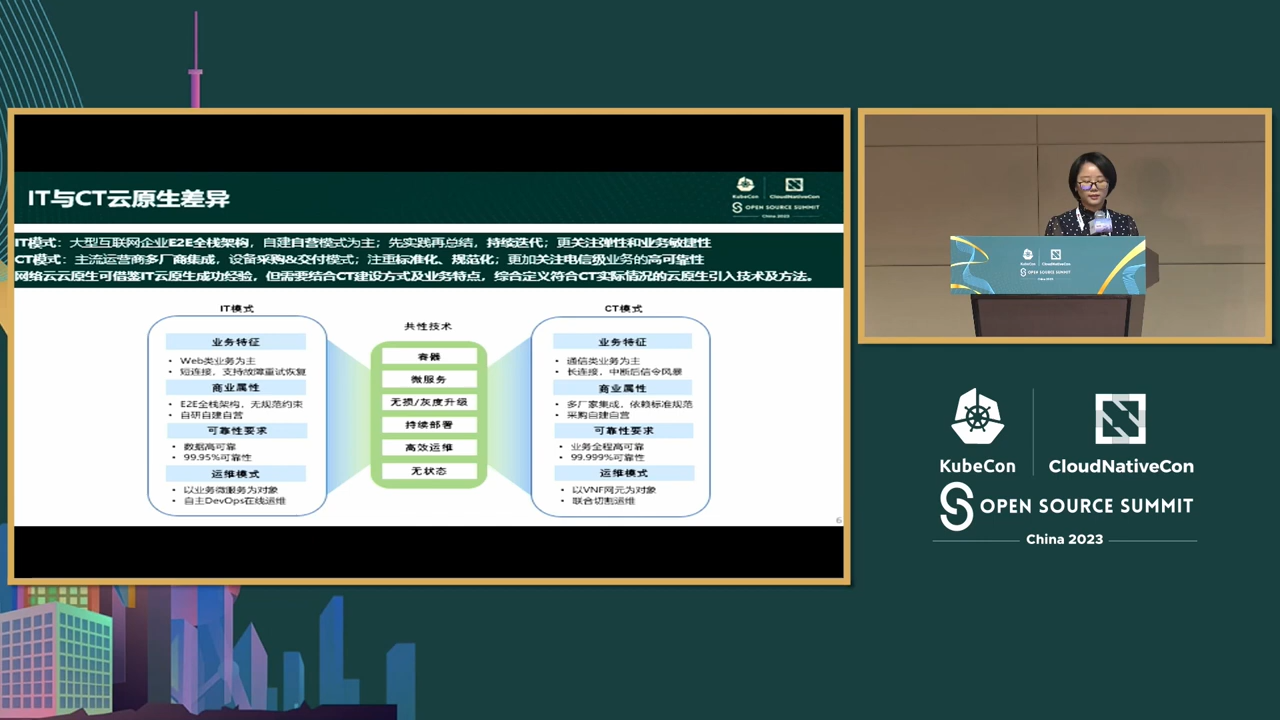 IT与CT云原生差异
KubeCon
CloudNativeCon
OPEN SOURCE SUMMIT
China 2023
IT模式：大型互联网企业E2E全栈架构，自建自营模式为主；先实践再总结，持续迭代；更关注弹性和业务敏捷性
CT模式：主流运营商多厂商集成，设备采购&交付模式；注重标准化、规范化；更加关注电信级业务的高可靠性
网络云云原生可借鉴IT云原生成功经验，但需要结合CT建设方式及业务特点，综合定义符合CT实际情况的云原生引入技术及方法。
IT模式
业务特征
• Web类业务为主
• 短连接，支持故障重试恢复
商业属性
• E2E全栈架构，无规范约束
• 自研自建自营
可靠性要求
• 数据高可靠
• 99.95%可靠性
运维模式
• 以业务微服务为对象
• 自主DevOps在线运维
共性技术
容器
微服务
无损/灰度升级
持续部署
高效运维
无状态
CT模式
业务特征
• 通信类业务为主
• 长连接，中断后信令风暴
商业属性
• 多厂家集成，依赖标准规范
• 采购自建自营
可靠性要求
• 业务全程高可靠
• 99.999%可靠性
运维模式
• 以VNF网元为对象
• 联合切割运维
6
KubeCon
CloudNativeCon
OPEN SOURCE SUMMIT
China 2023
OPEN SOURCE SUMMIT